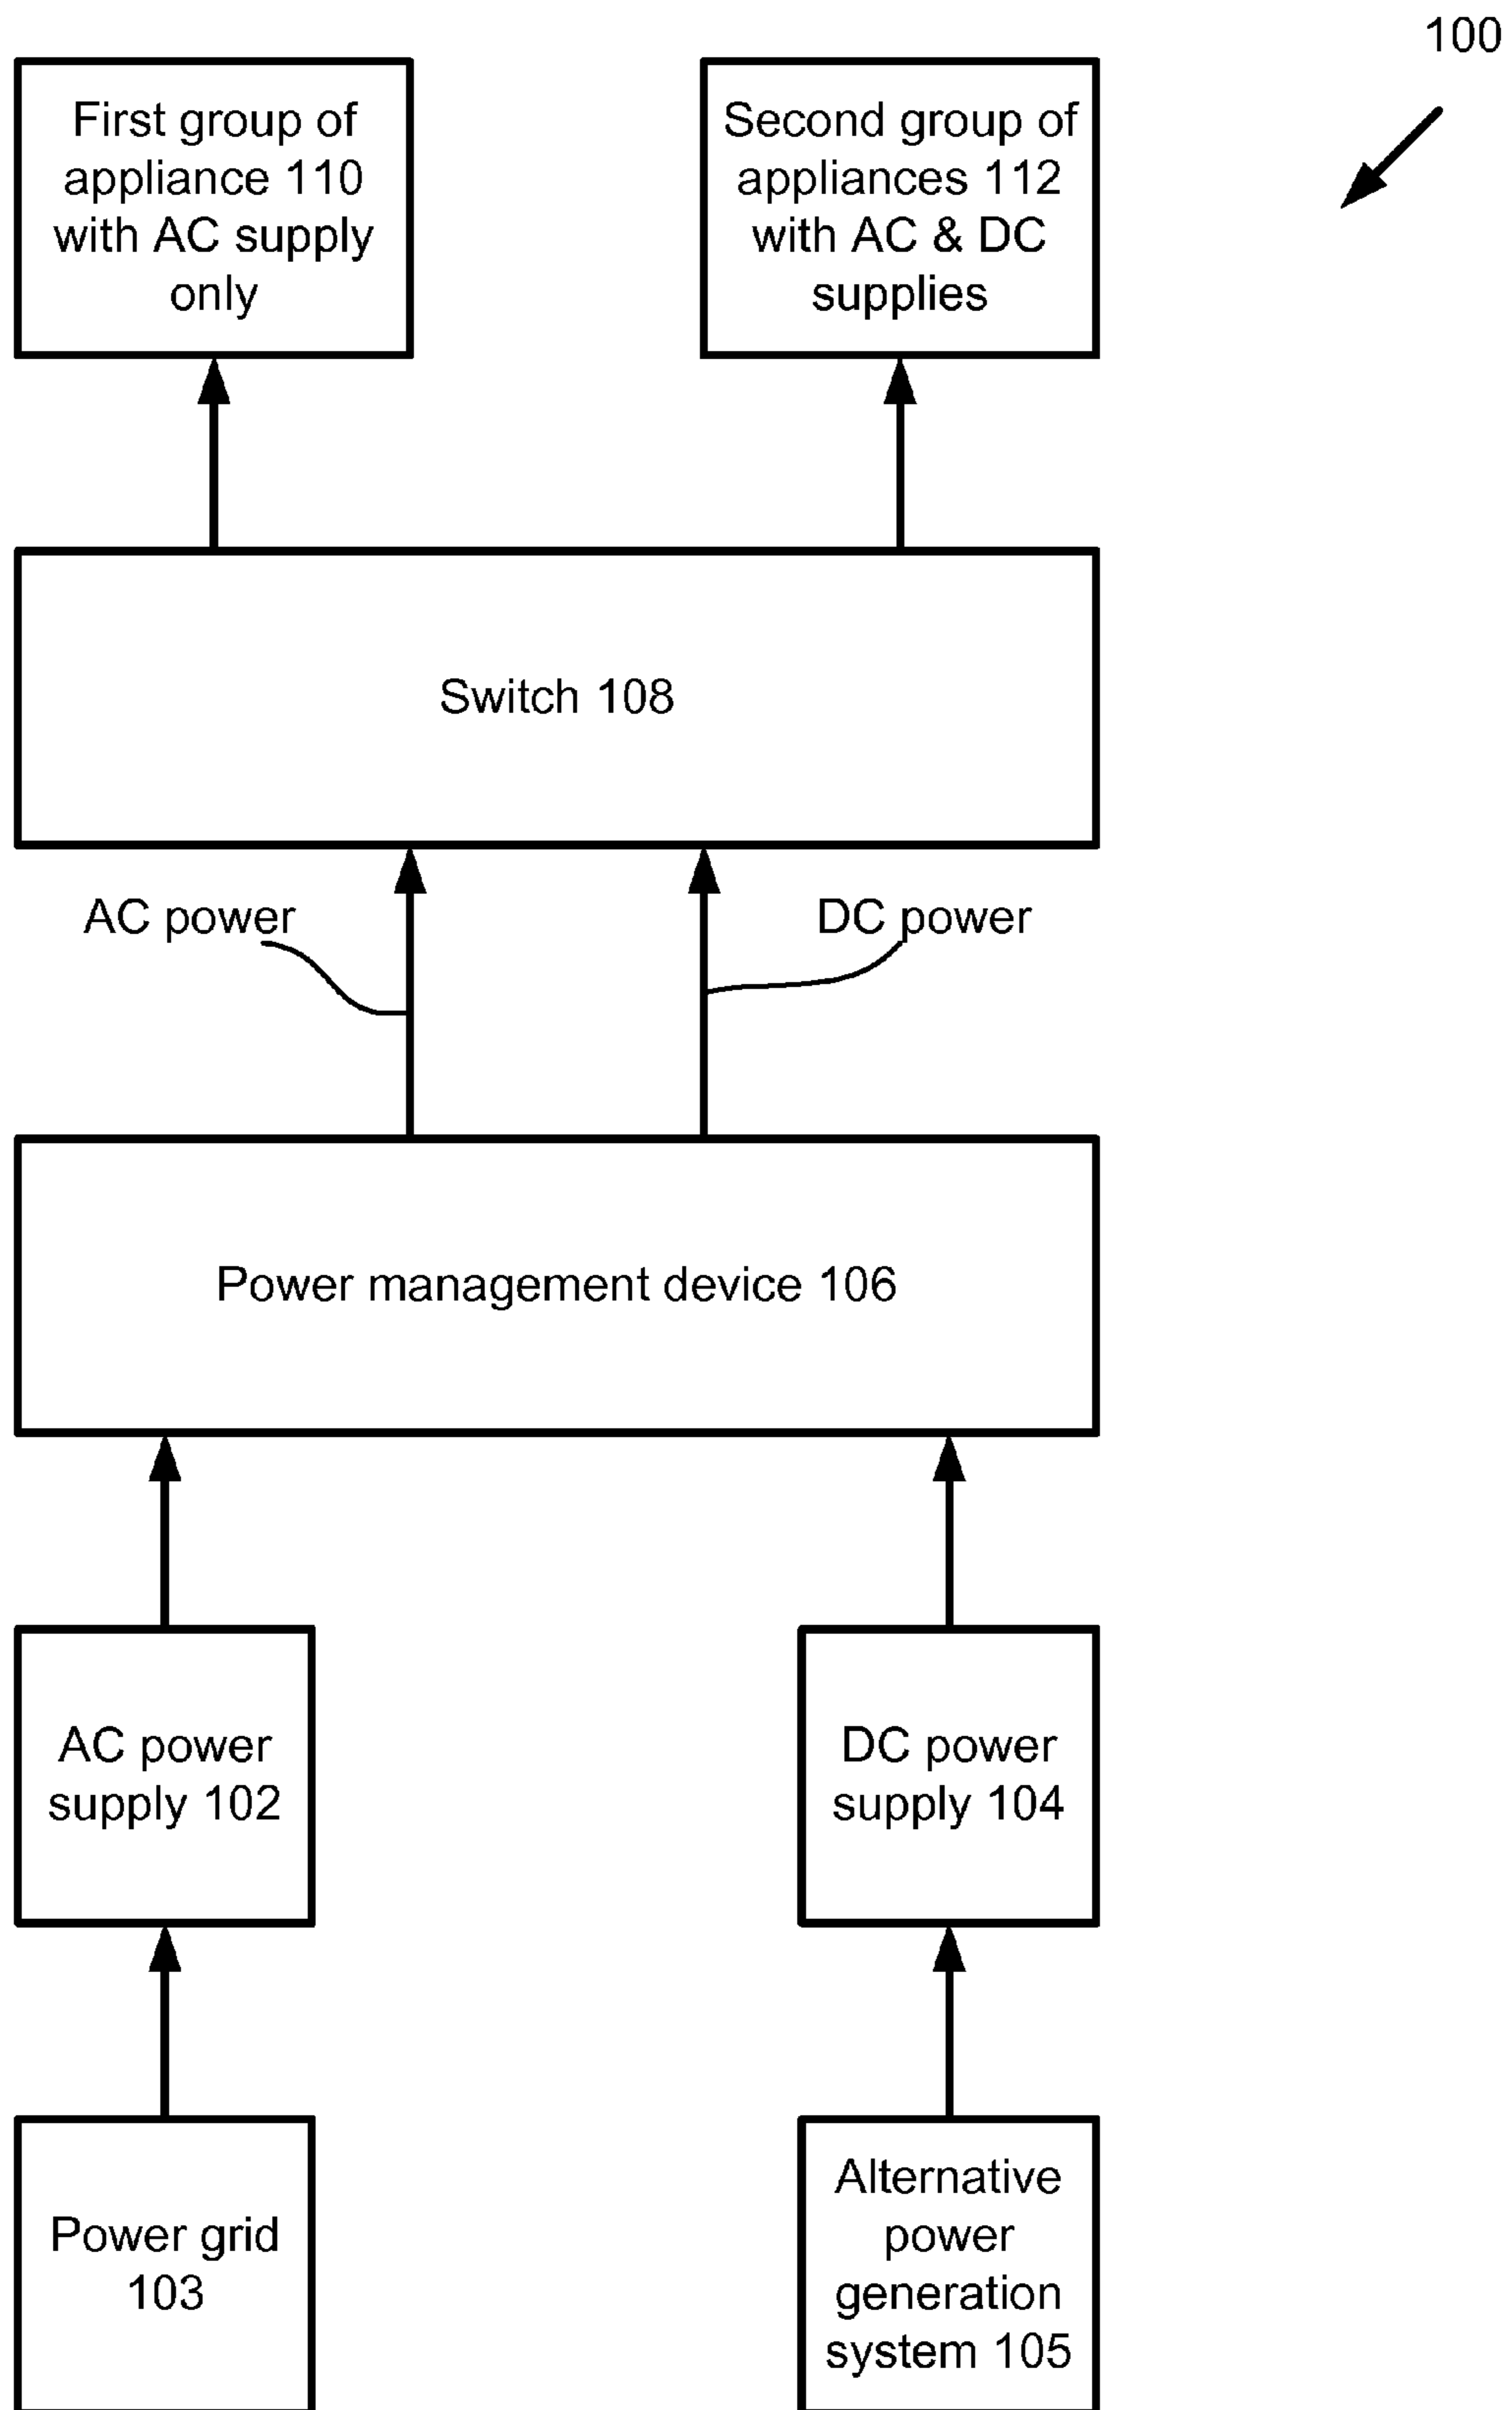 100
First group of
appliance 110
with AC supply
only
Second group of
appliances 112
with AC & DC
supplies
Switch 108
AC power
DC power
Power management device 106
AC power
supply 102
DC power
supply 104
Power grid
103
Alternative
power
generation
system 105